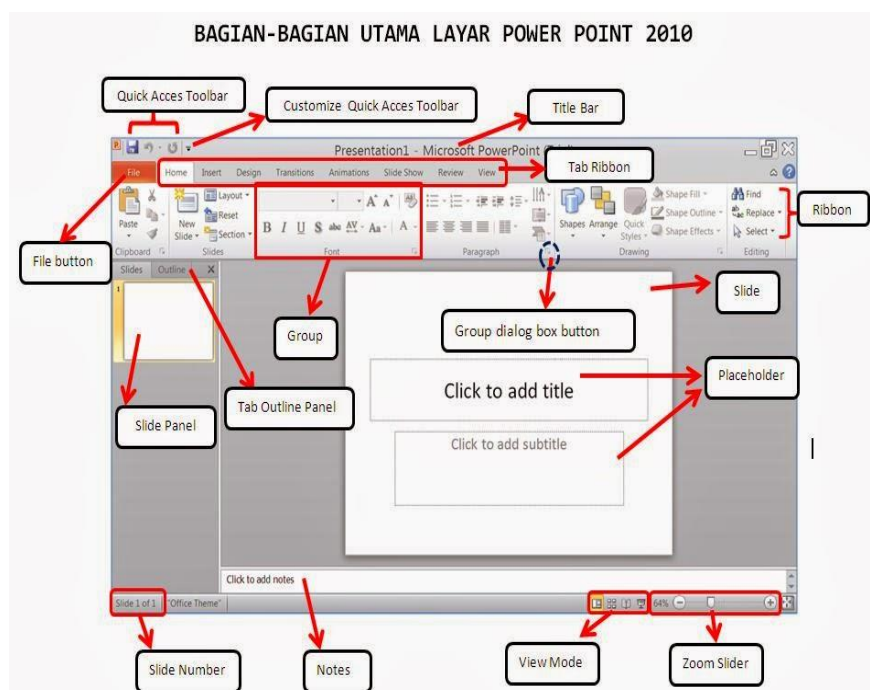 BAGIAN-BAGIAN UTAMA LAYAR POWER POINT 2010
Quick Acces Toolbar
Customize Quick Acces Toolbar
Title Bar
Presentation1 - Microsoft PowerPoint
Tab Ribbon
File
Home
Insert
Design
Transitions
Animations
Slide Show
Review
View
Paste
New
Slide
Layout
Reset
Section
B I U S abc AV Aa A
Shapes
Arrange
Quick
Styles
Shape Fill
Shape Outline
Shape Effects
Find
Replace
Select
Ribbon
Clipboard
Slides
Font
Paragraph
Drawing
Editing
File button
Slides
Outline
X
1
Slide
Group
Group dialog box button
Placeholder
Click to add title
Tab Outline Panel
Slide Panel
Click to add subtitle
Click to add notes
Slide 1 of 1
"Office Theme"
64%
Slide Number
Notes
View Mode
Zoom Slider